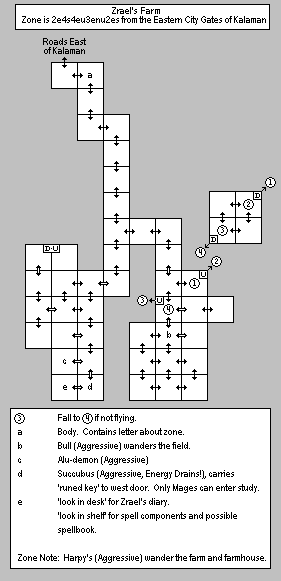 Zrael's Farm
Zone is 2e4s4eu3enu2es from the Eastern City Gates of Kalaman
Roads East
of Kalaman
a
D
1
2
3
D
4
D-U
2
U
1
3
U
4
b
c
e
d
3 Fall to 4 if not flying.
a Body. Contains letter about zone.
b Bull (Aggressive) wanders the field.
c Alu-demon (Aggressive)
d Succubus (Aggressive, Energy Drains!), carries
'runed key' to west door. Only Mages can enter study.
e 'look in desk' for Zrael's diary.
'look in shelf' for spell components and possible
spellbook.
Zone Note: Harpy's (Aggressive) wander the farm and farmhouse.